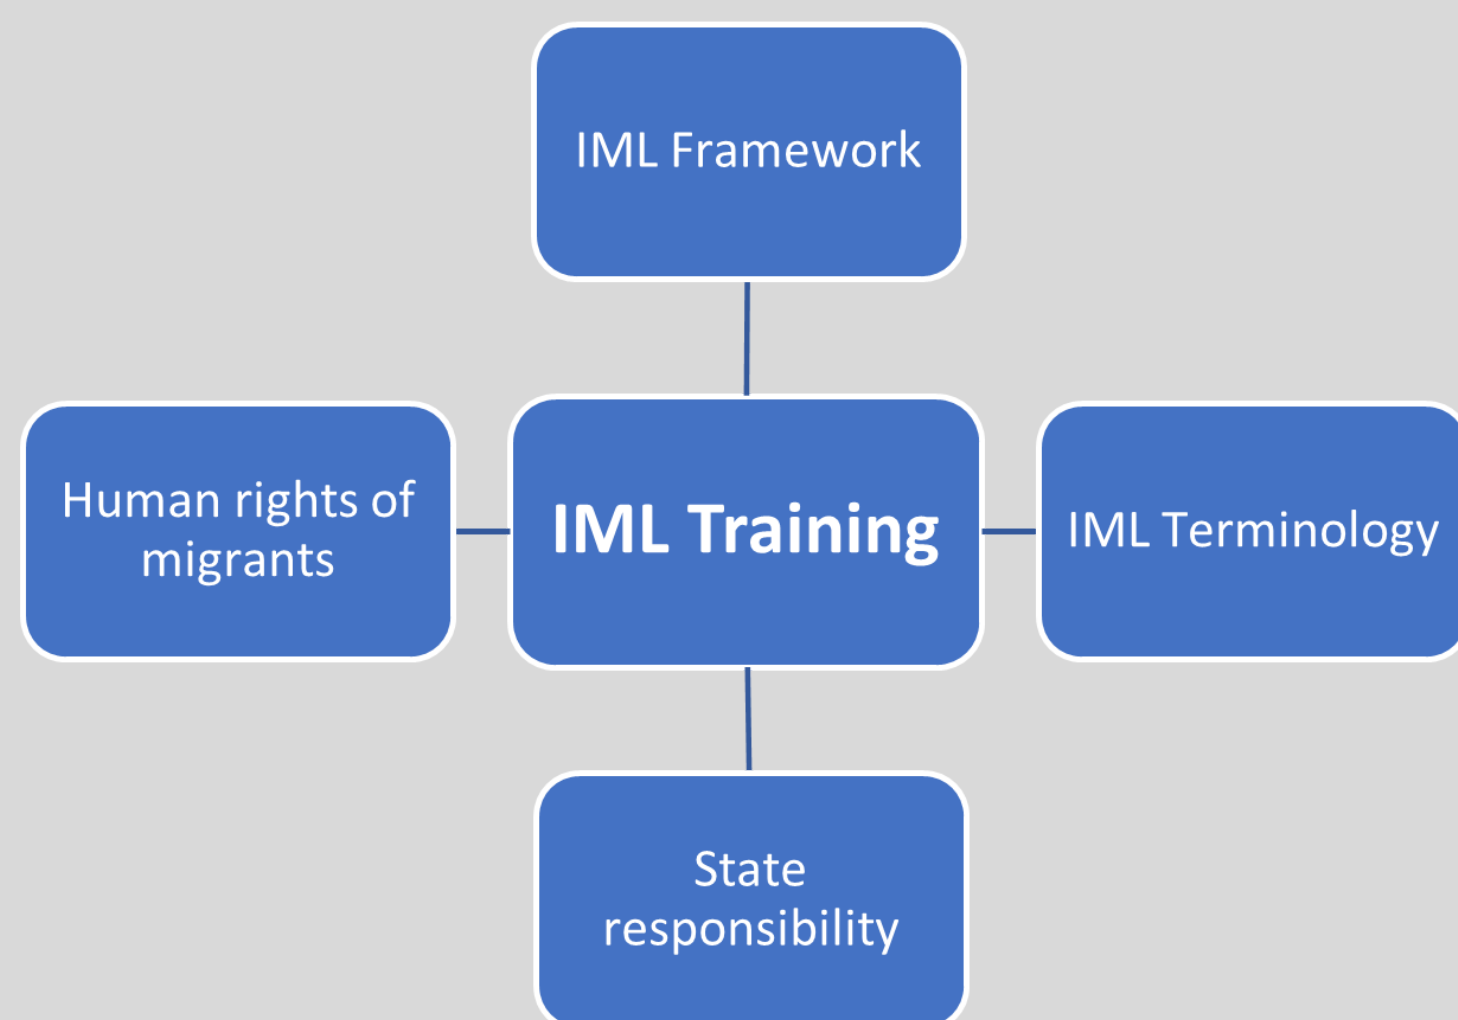 IML Framework
Human rights of
migrants
IML Training
IML Terminology
State
responsibility